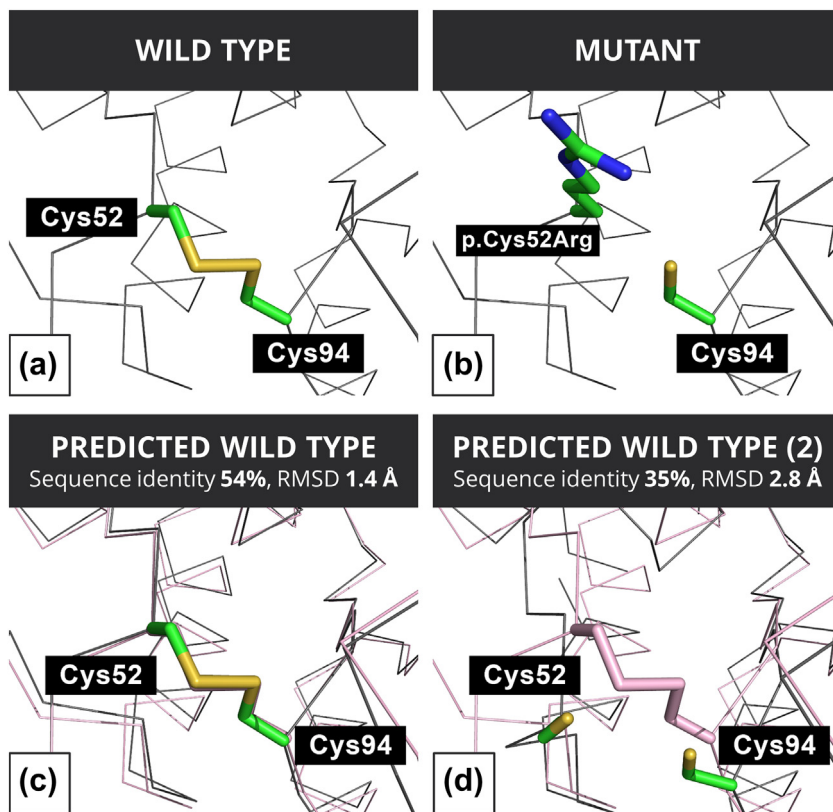 WILD TYPE
MUTANT
Cys52
Cys94
(a)
p.Cys52Arg
Cys94
(b)
PREDICTED WILD TYPE
Sequence identity 54%, RMSD 1.4 Å
PREDICTED WILD TYPE (2)
Sequence identity 35%, RMSD 2.8 Å
Cys52
Cys94
(c)
Cys52
Cys94
(d)